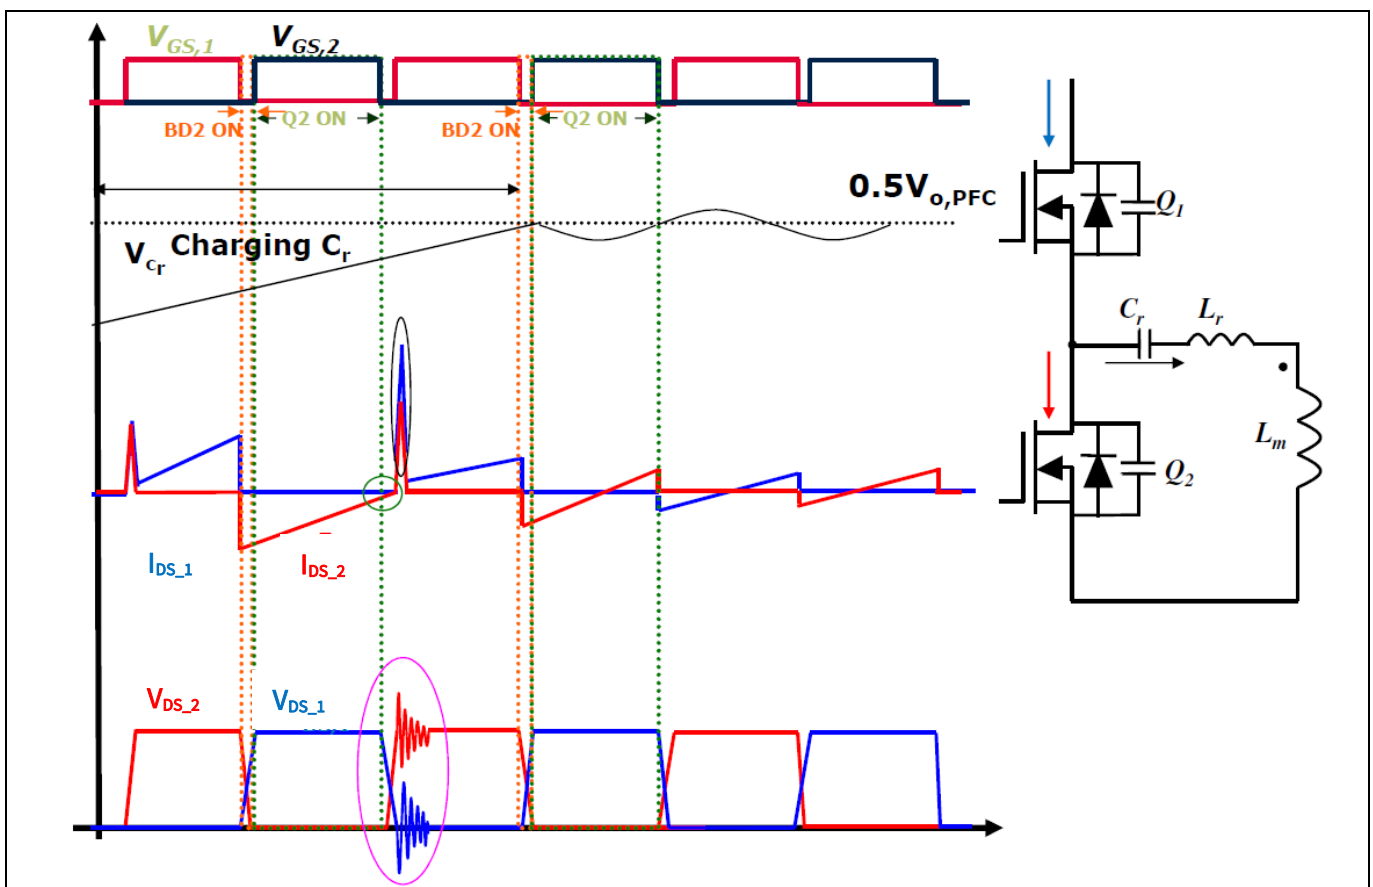 VGS,1
VGS,2
BD2 ON
Q2 ON
BD2 ON
Q2 ON
0.5Vo,PFC
Vcr
Charging Cr
Q1
Cr
Lr
Lm
Q2
IDS_1
IDS_2
VDS_2
VDS_1